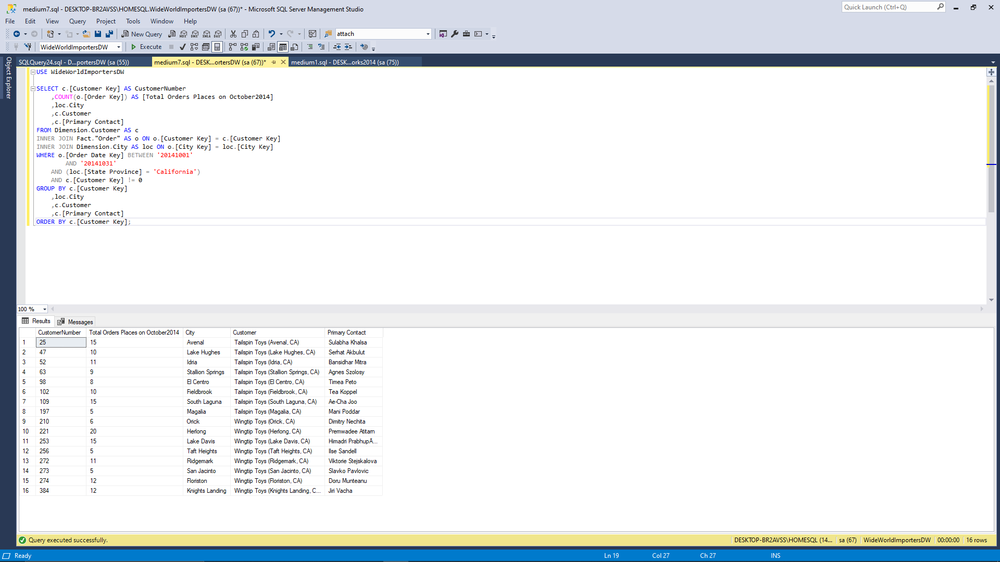 medium7.sql - DESKTOP-BR2AVSS\HOMESQL.WideWorldImportersDW (sa (67))* - Microsoft SQL Server Management Studio
Quick Launch (Ctrl+Q)
File Edit View Query Project Tools Window Help
New Query MDX DMX XMLA DAX attach
WideWorldImportersDW Execute
Object Explorer
SQLQuery24.sql - D...portersDW (sa (55)) medium7.sql - DESK...ortersDW (sa (67))* medium1.sql - DESK...orks2014 (sa (75))
USE WideWorldImportersDW
SELECT c.[Customer Key] AS CustomerNumber
,COUNT(o.[Order Key]) AS [Total Orders Places on October2014]
,loc.City
,c.Customer
,c.[Primary Contact]
FROM Dimension.Customer AS c
INNER JOIN Fact."Order" AS o ON o.[Customer Key] = c.[Customer Key]
INNER JOIN Dimension.City AS loc ON o.[City Key] = loc.[City Key]
WHERE o.[Order Date Key] BETWEEN '20141001'
AND '20141031'
AND (loc.[State Province] = 'California')
AND c.[Customer Key] != 0
GROUP BY c.[Customer Key]
,loc.City
,c.Customer
,c.[Primary Contact]
ORDER BY c.[Customer Key];
100 %
Results Messages
CustomerNumber Total Orders Places on October2014 City Customer Primary Contact
1 25 15 Avenal Tailspin Toys (Avenal, CA) Sulabha Khalsa
2 47 10 Lake Hughes Tailspin Toys (Lake Hughes, CA) Serhat Akbulut
3 52 11 Idria Tailspin Toys (Idria, CA) Bansidhar Mitra
4 63 9 Stallion Springs Tailspin Toys (Stallion Springs, CA) Agnes Szolosy
5 98 8 El Centro Tailspin Toys (El Centro, CA) Timea Peto
6 102 10 Fieldbrook Tailspin Toys (Fieldbrook, CA) Tea Koppel
7 109 15 South Laguna Tailspin Toys (South Laguna, CA) Ae-Cha Joo
8 197 5 Magalia Tailspin Toys (Magalia, CA) Mani Poddar
9 210 6 Orick Wingtip Toys (Orick, CA) Dimitry Nechita
10 221 20 Herlong Wingtip Toys (Herlong, CA) Premwadee Atitarn
11 253 15 Lake Davis Wingtip Toys (Lake Davis, CA) Himadri PrabhupÄ...
12 256 5 Taft Heights Wingtip Toys (Taft Heights, CA) Ilse Sandell
13 272 11 Ridgemark Wingtip Toys (Ridgemark, CA) Viktorie Stejskalova
14 273 5 San Jacinto Wingtip Toys (San Jacinto, CA) Slavko Pavlovic
15 274 12 Floriston Wingtip Toys (Floriston, CA) Doru Munteanu
16 384 12 Knights Landing Wingtip Toys (Knights Landing, C... Jiri Vacha
Query executed successfully. DESKTOP-BR2AVSS\HOMESQL (14... sa (67) WideWorldImportersDW 00:00:00 16 rows
Ready Ln 19 Col 27 Ch 27 INS